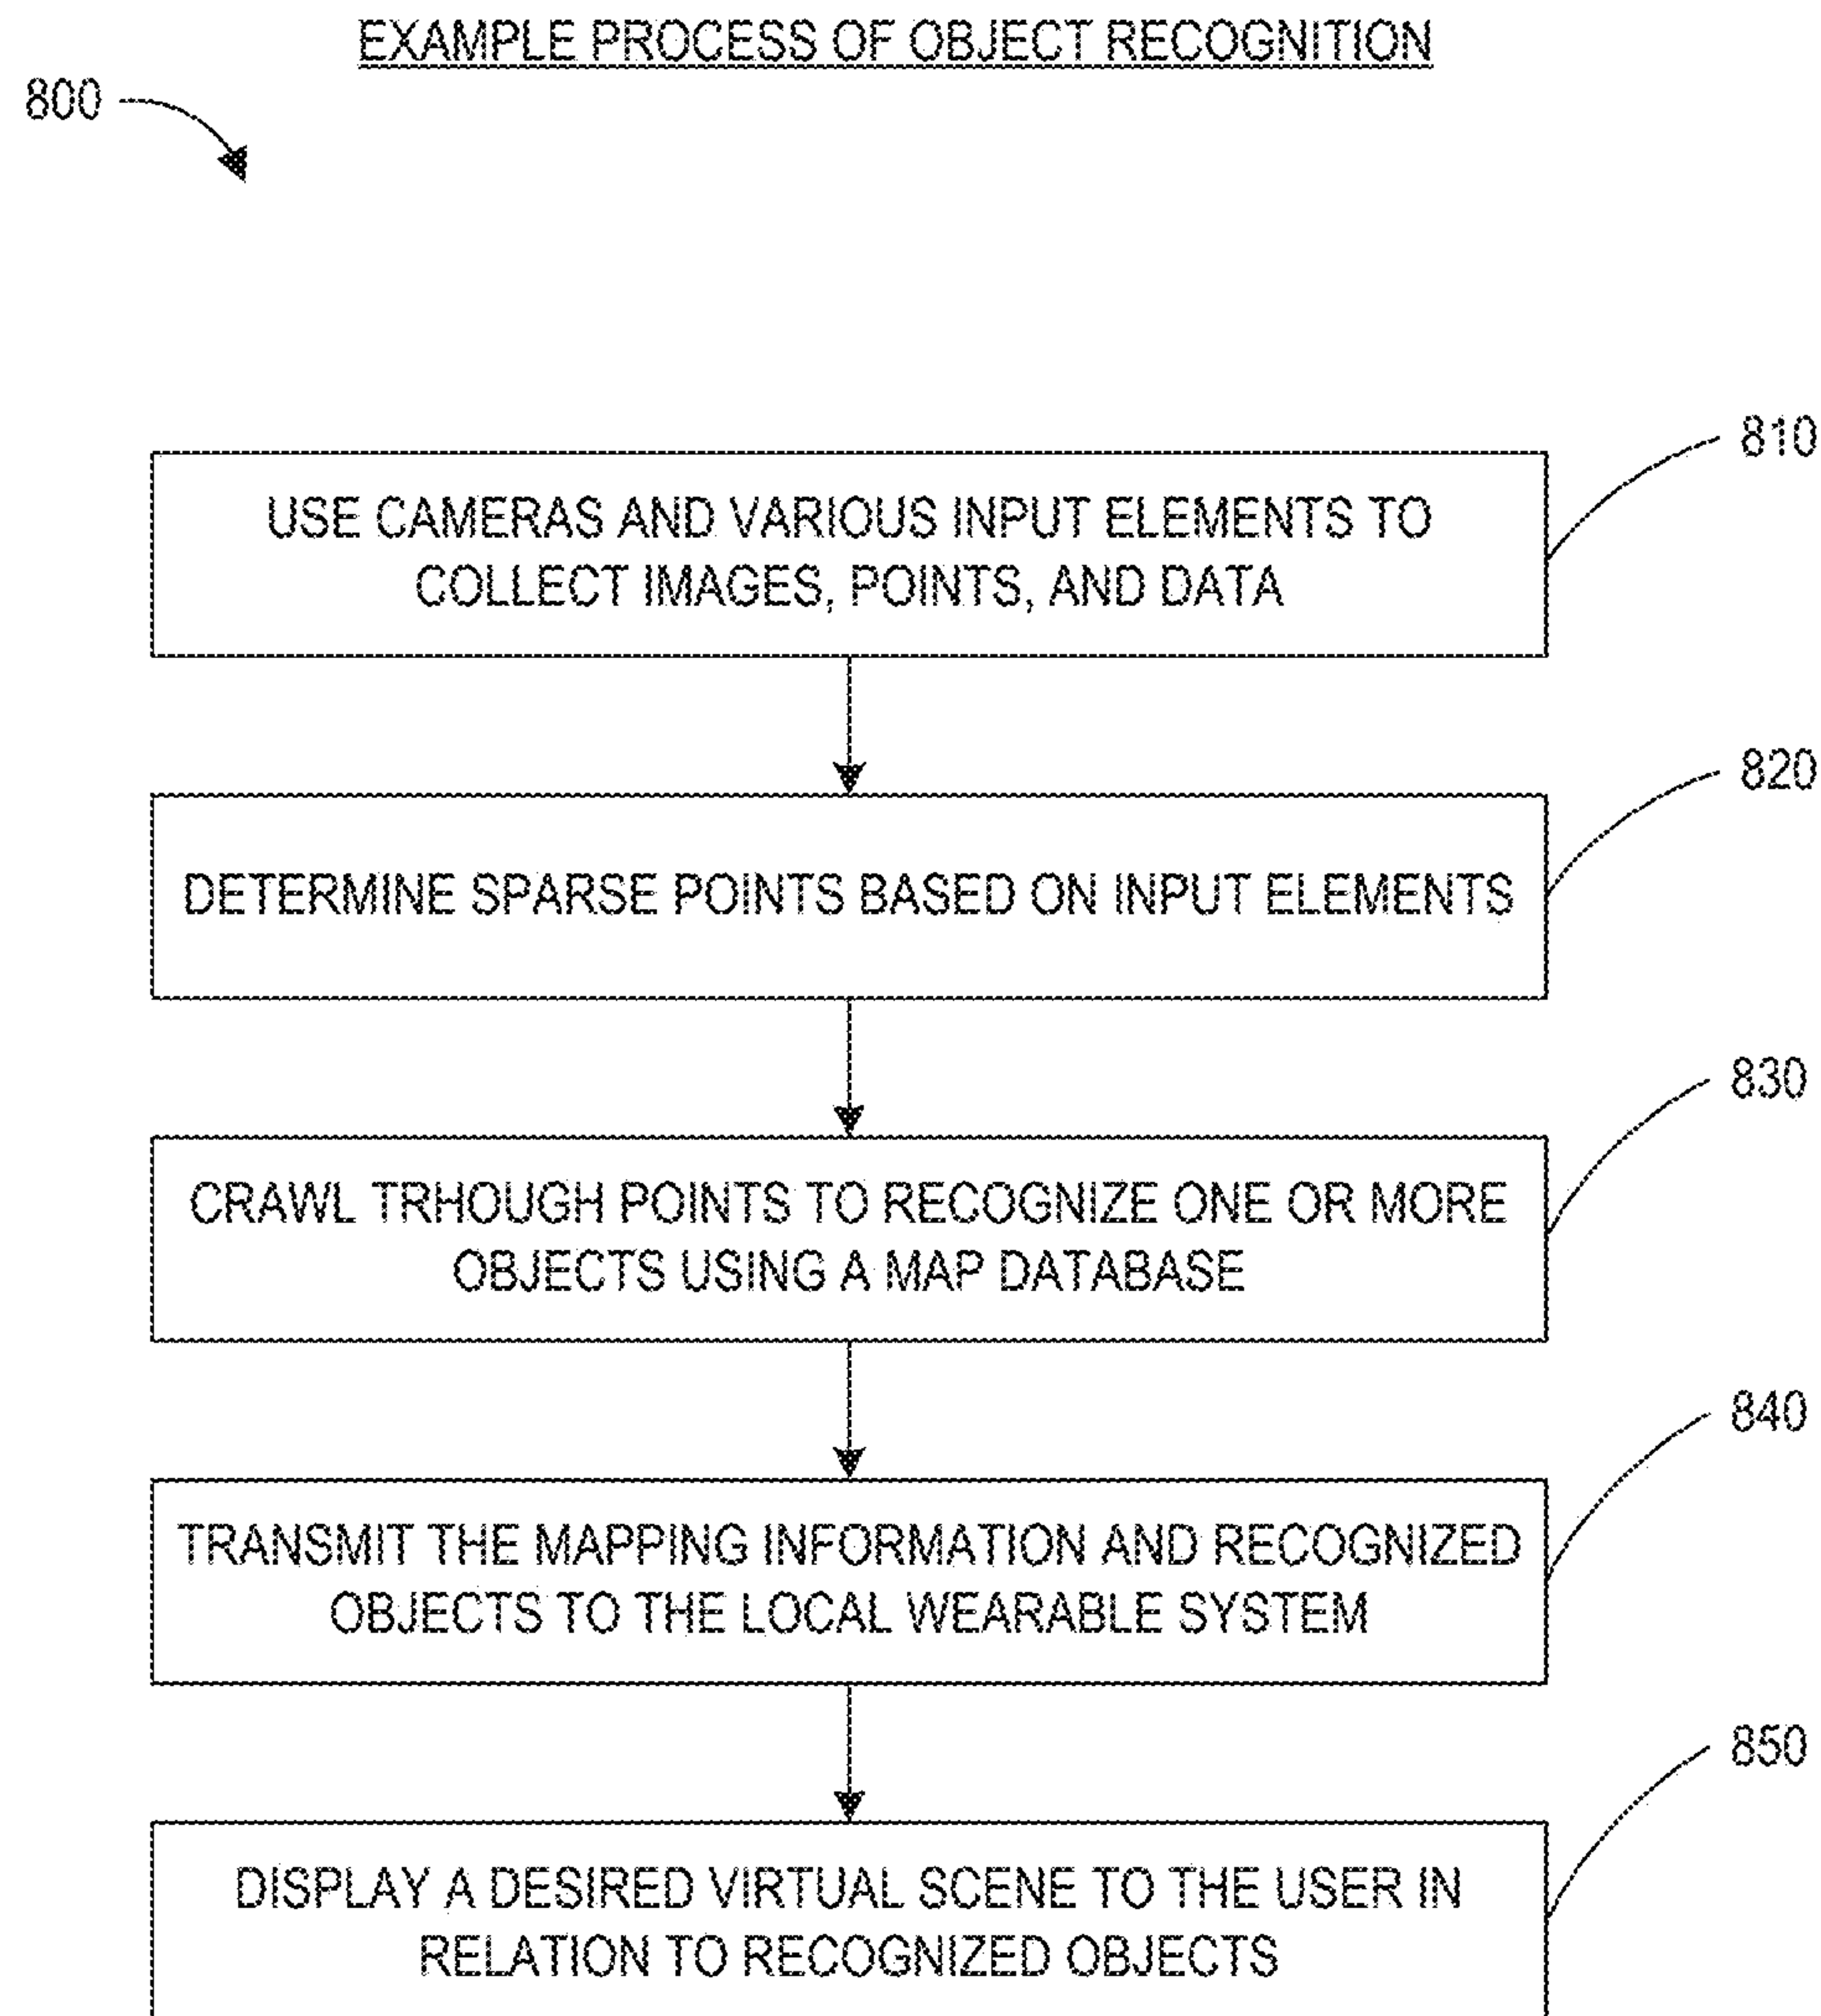 EXAMPLE PROCESS OF OBJECT RECOGNITION
800
810
USE CAMERAS AND VARIOUS INPUT ELEMENTS TO
COLLECT IMAGES, POINTS, AND DATA
820
DETERMINE SPARSE POINTS BASED ON INPUT ELEMENTS
830
CRAWL TRHOUGH POINTS TO RECOGNIZE ONE OR MORE
OBJECTS USING A MAP DATABASE
840
TRANSMIT THE MAPPING INFORMATION AND RECOGNIZED
OBJECTS TO THE LOCAL WEARABLE SYSTEM
850
DISPLAY A DESIRED VIRTUAL SCENE TO THE USER IN
RELATION TO RECOGNIZED OBJECTS